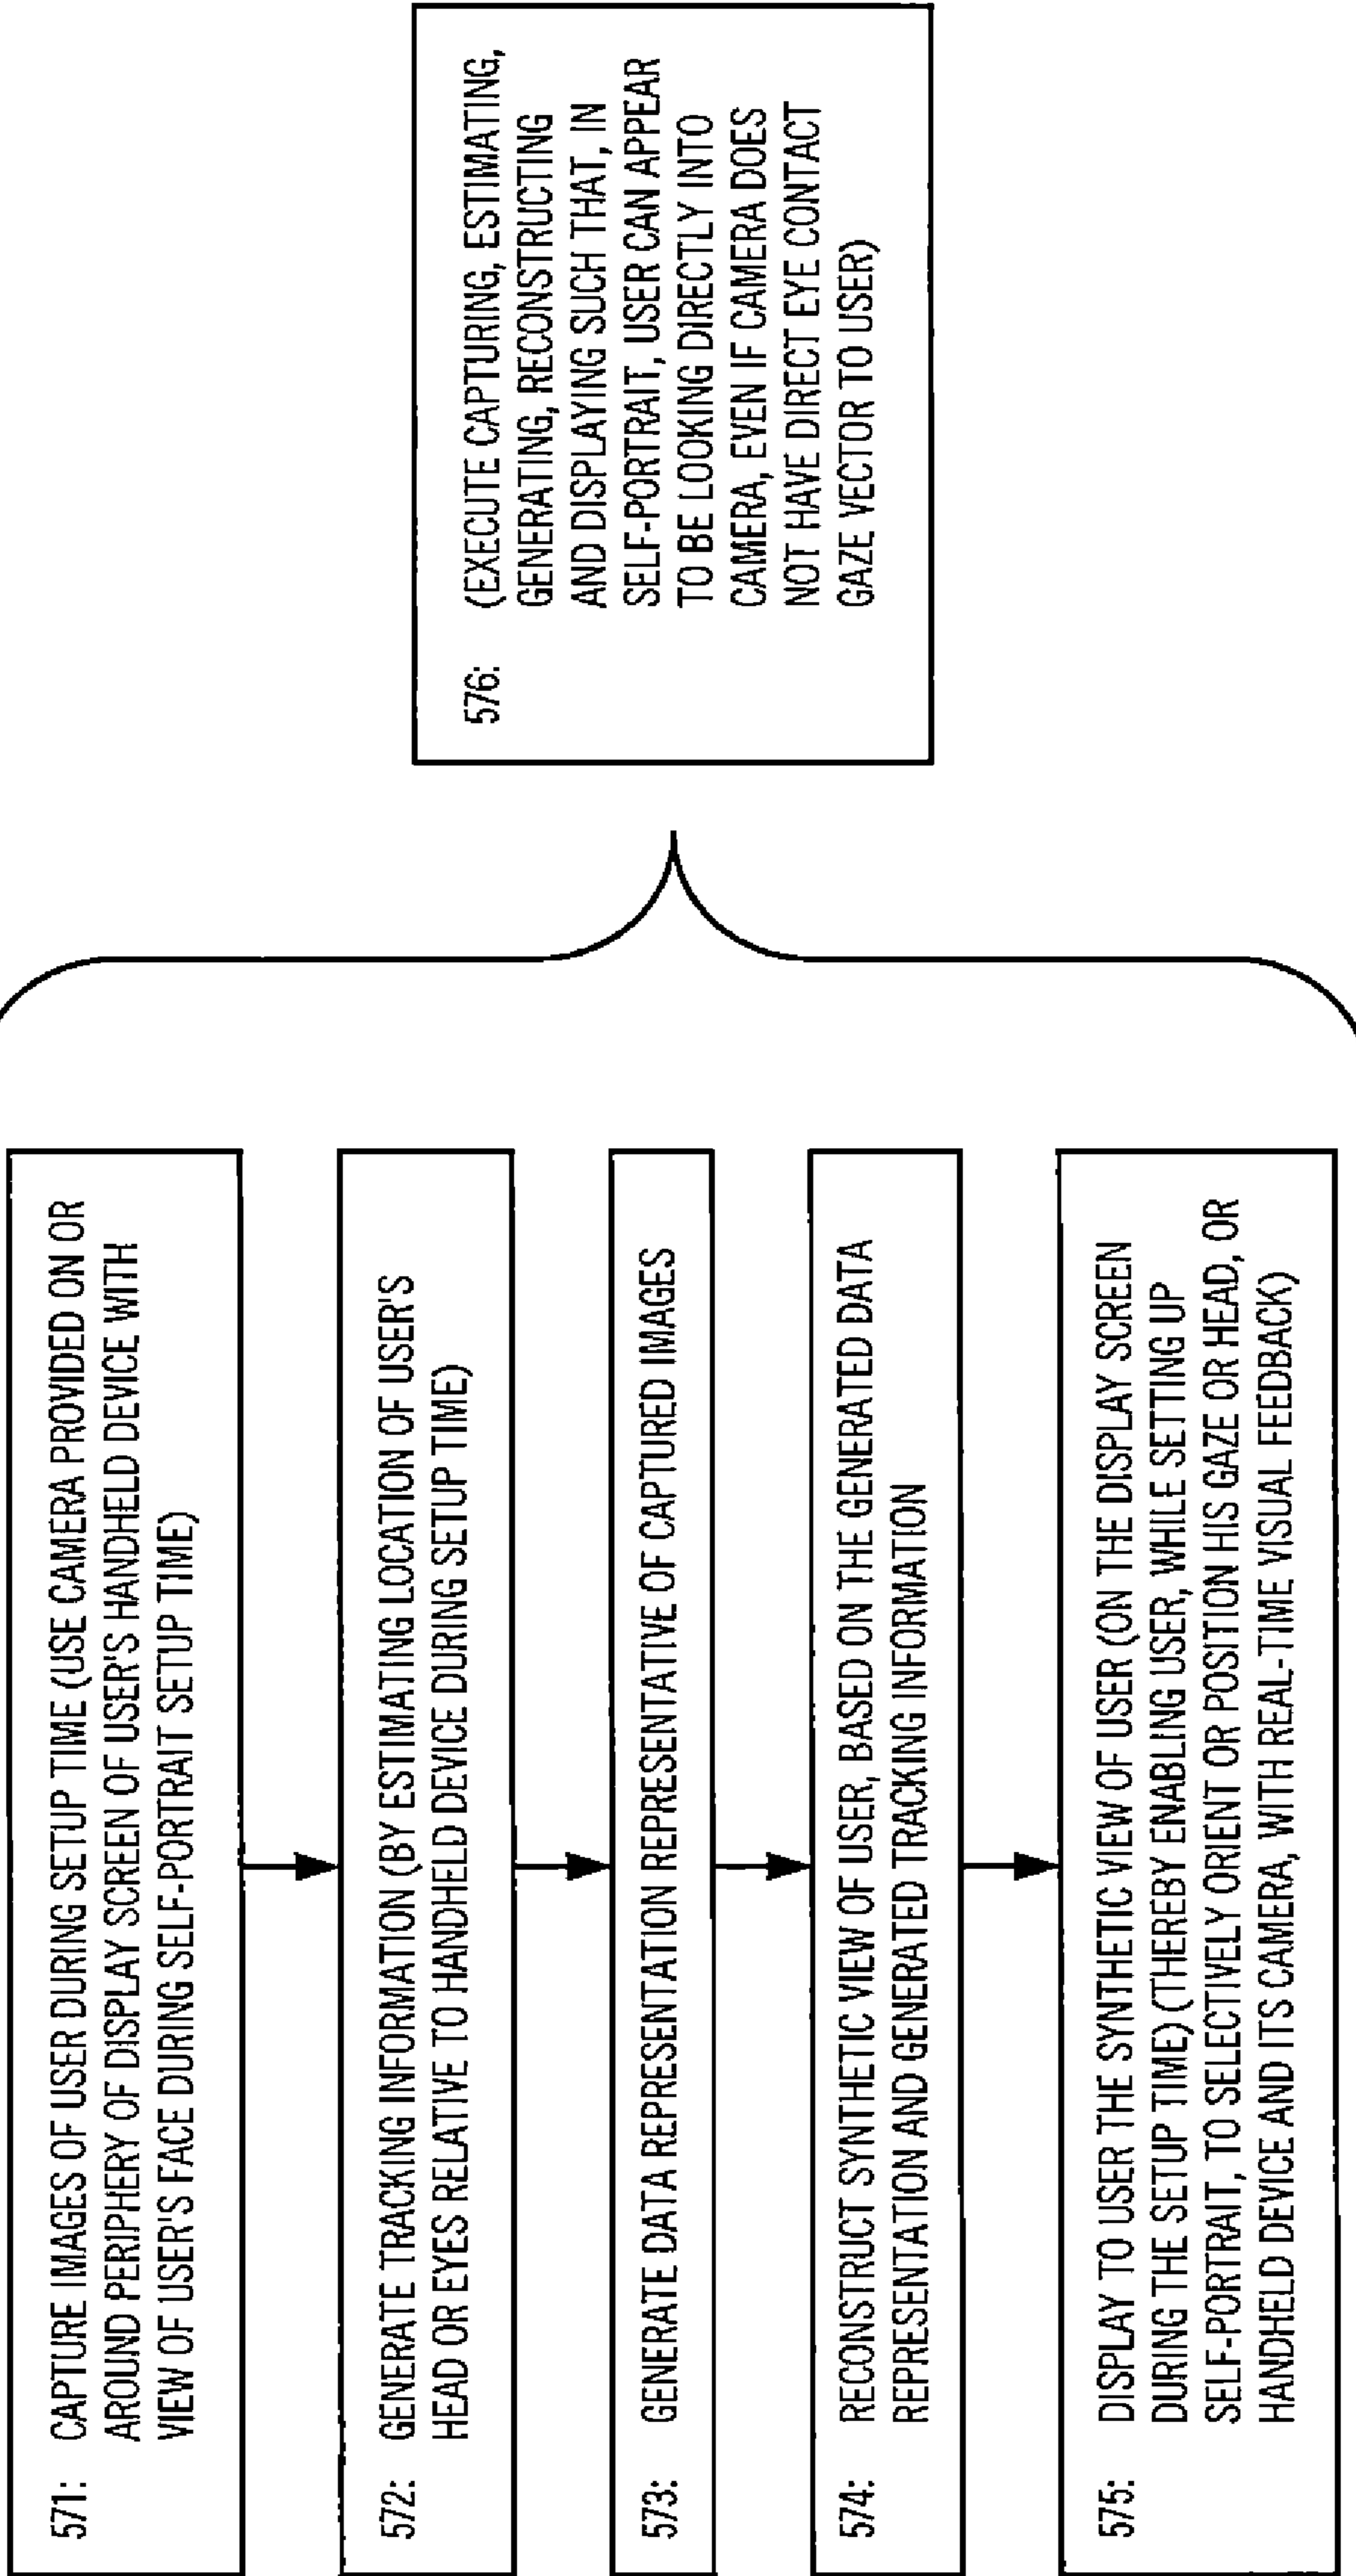 571: CAPTURE IMAGES OF USER DURING SETUP TIME (USE CAMERA PROVIDED ON OR
AROUND PERIPHERY OF DISPLAY SCREEN OF USER'S HANDHELD DEVICE WITH
VIEW OF USER'S FACE DURING SELF-PORTRAIT SETUP TIME)
572: GENERATE TRACKING INFORMATION (BY ESTIMATING LOCATION OF USER'S
HEAD OR EYES RELATIVE TO HANDHELD DEVICE DURING SETUP TIME)
573: GENERATE DATA REPRESENTATION REPRESENTATIVE OF CAPTURED IMAGES
574: RECONSTRUCT SYNTHETIC VIEW OF USER, BASED ON THE GENERATED DATA
REPRESENTATION AND GENERATED TRACKING INFORMATION
575: DISPLAY TO USER THE SYNTHETIC VIEW OF USER (ON THE DISPLAY SCREEN
DURING THE SETUP TIME) (THEREBY ENABLING USER, WHILE SETTING UP
SELF-PORTRAIT, TO SELECTIVELY ORIENT OR POSITION HIS GAZE OR HEAD, OR
HANDHELD DEVICE AND ITS CAMERA, WITH REAL-TIME VISUAL FEEDBACK)
576: (EXECUTE CAPTURING, ESTIMATING,
GENERATING, RECONSTRUCTING
AND DISPLAYING SUCH THAT, IN
SELF-PORTRAIT, USER CAN APPEAR
TO BE LOOKING DIRECTLY INTO
CAMERA, EVEN IF CAMERA DOES
NOT HAVE DIRECT EYE CONTACT
GAZE VECTOR TO USER)